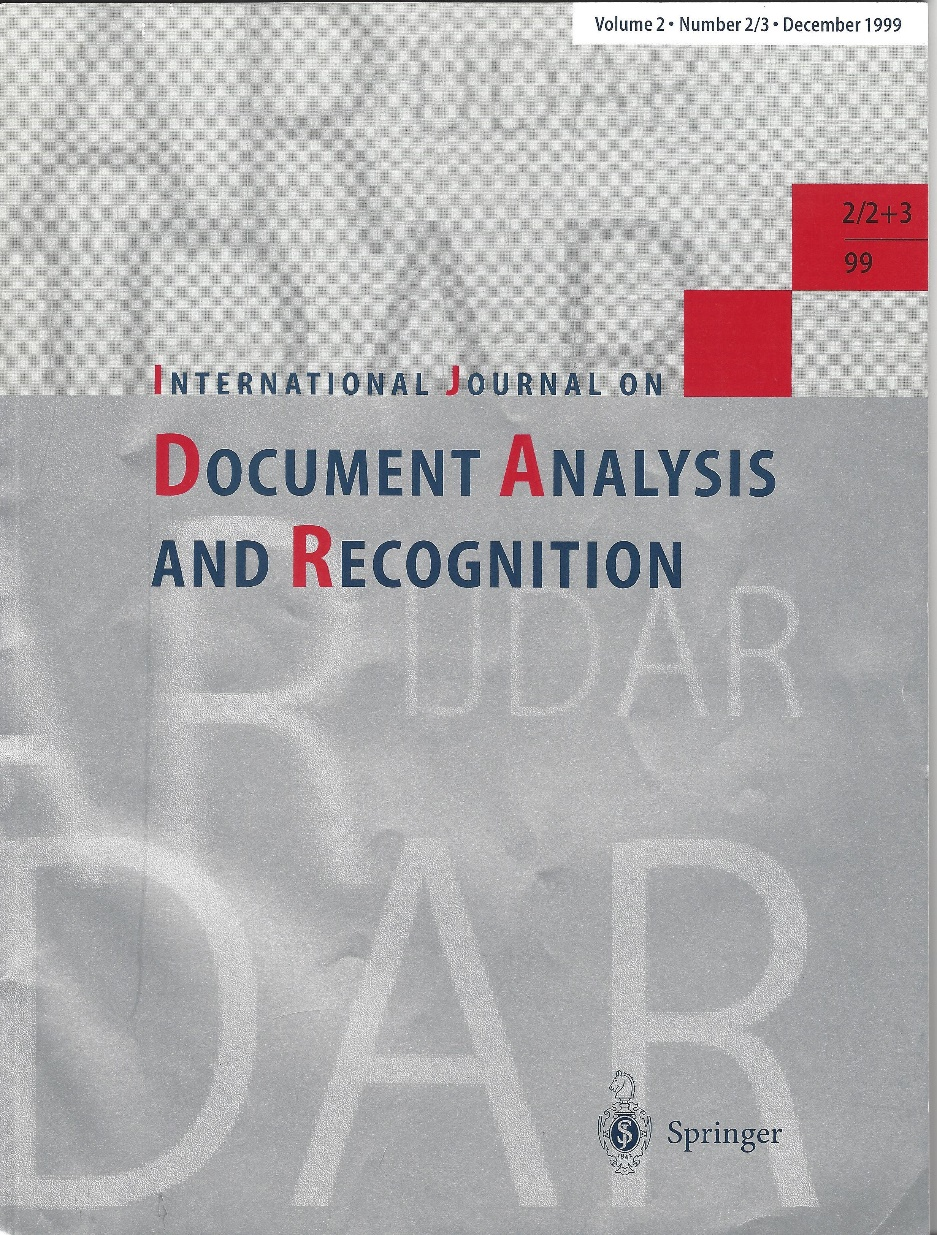 Volume 2 • Number 2/3 • December 1999
2/2+3
99
INTERNATIONAL JOURNAL ON
DOCUMENT ANALYSIS
AND RECOGNITION
IJDAR
AR
DAR
Springer